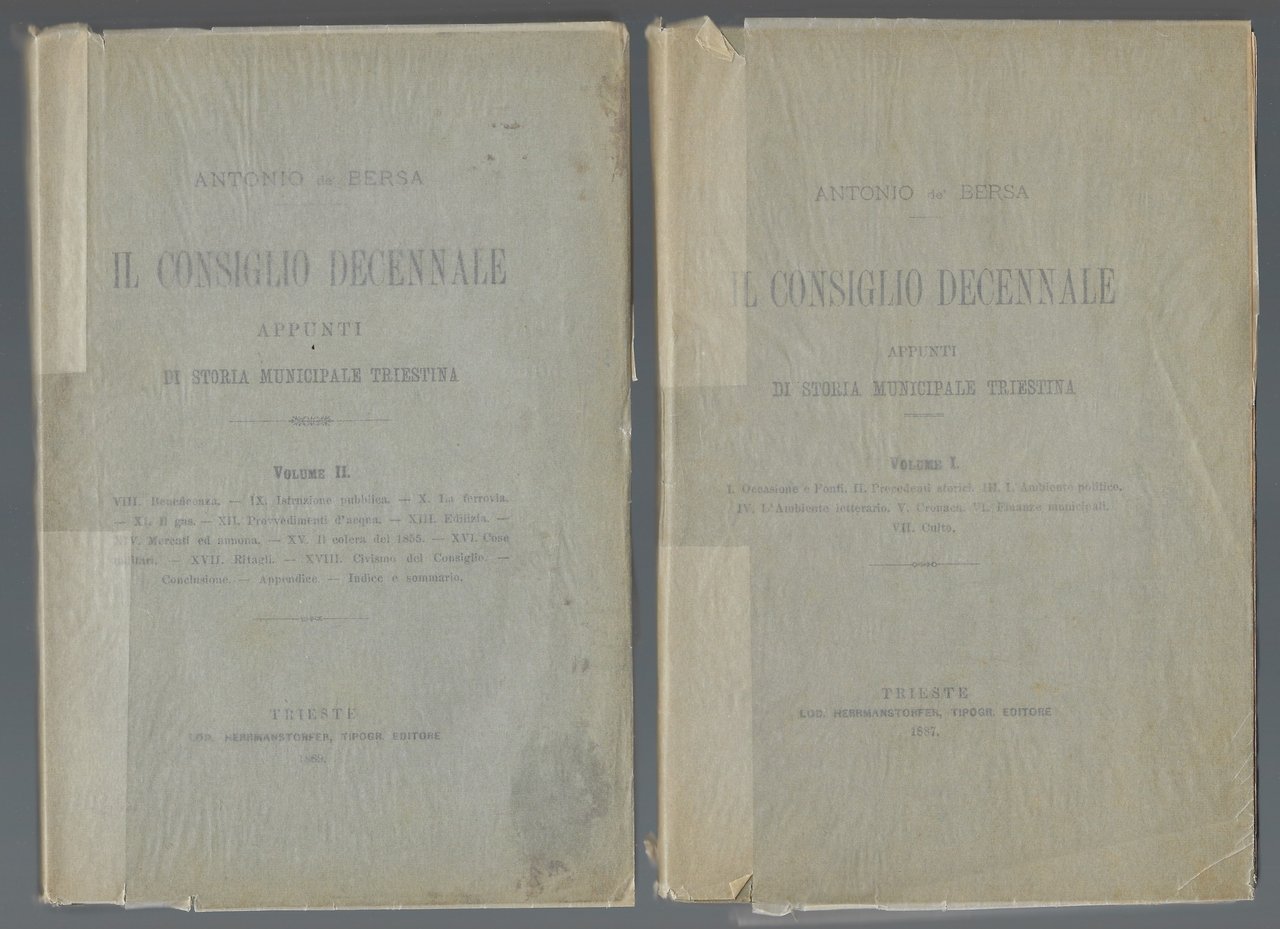 ANTONIO de' BERSA
IL CONSIGLIO DECENNALE
APPUNTI
DI STORIA MUNICIPALE TRIESTINA
VOLUME II.
VIII. Beneficenza. — IX. Istruzione pubblica. — X. La ferrovia.
— XI. Il gas. — XII. Provvedimenti d'acqua. — XIII. Edilizia. —
XIV. Mercati ed annona. — XV. Il colera del 1855. — XVI. Cose
militari. — XVII. Ritagli. — XVIII. Civismo del Consiglio. —
Conclusione. — Appendice. — Indice e sommario.
TRIESTE
LOD. HERRMANSTORFER, TIPOGR. EDITORE
1889.
ANTONIO de' BERSA
IL CONSIGLIO DECENNALE
APPUNTI
DI STORIA MUNICIPALE TRIESTINA
VOLUME I.
I. Occasione e Fonti. II. Precedenti storici. III. L'Ambiente politico.
IV. L'Ambiente letterario. V. Cronaca. VI. Finanze municipali.
VII. Culto.
TRIESTE
LOD. HERRMANSTORFER, TIPOGR. EDITORE
1887.